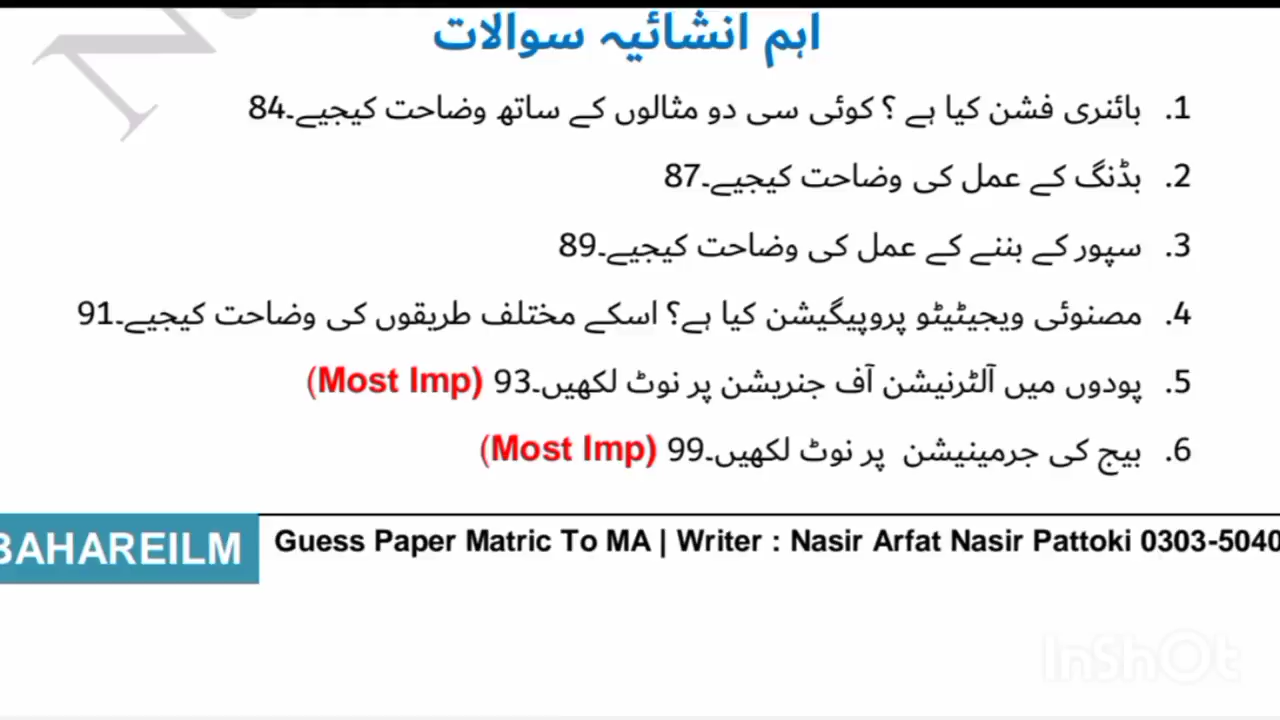 اہم انشائیہ سوالات
1. بائنری فشن کیا ہے ؟ کوئی سی دو مثالوں کے ساتھ وضاحت کیجیے۔84
2. بڈنگ کے عمل کی وضاحت کیجیے۔87
3. سپور کے بننے کے عمل کی وضاحت کیجیے۔89
4. مصنوئی ویجیٹیٹو پروپیگیشن کیا ہے؟ اسکے مختلف طریقوں کی وضاحت کیجیے۔91
5. پودوں میں آلٹرنیشن آف جنریشن پر نوٹ لکھیں۔93 (Most Imp)
6. بیج کی جرمینیشن پر نوٹ لکھیں۔99 (Most Imp)
BAHAREILM Guess Paper Matric To MA | Writer : Nasir Arfat Nasir Pattoki 0303-5040
InShOt